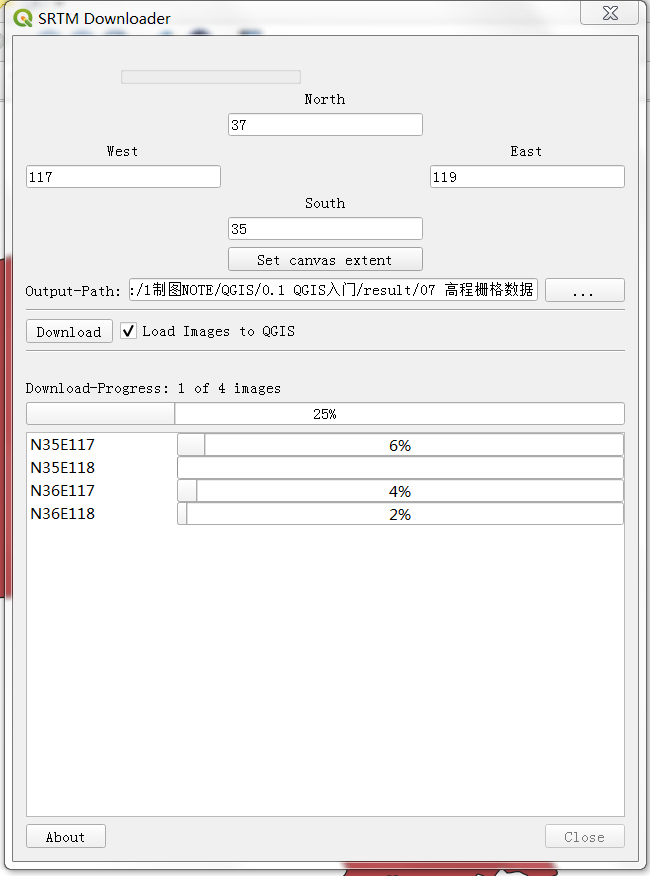 SRTM Downloader
North
37
West
East
117
119
South
35
Set canvas extent
Output-Path: :/1制图NOTE/QGIS/0.1 QGIS入门/result/07 高程栅格数据 ...
Download Load Images to QGIS
Download-Progress: 1 of 4 images
25%
N35E117 6%
N35E118
N36E117 4%
N36E118 2%
About Close